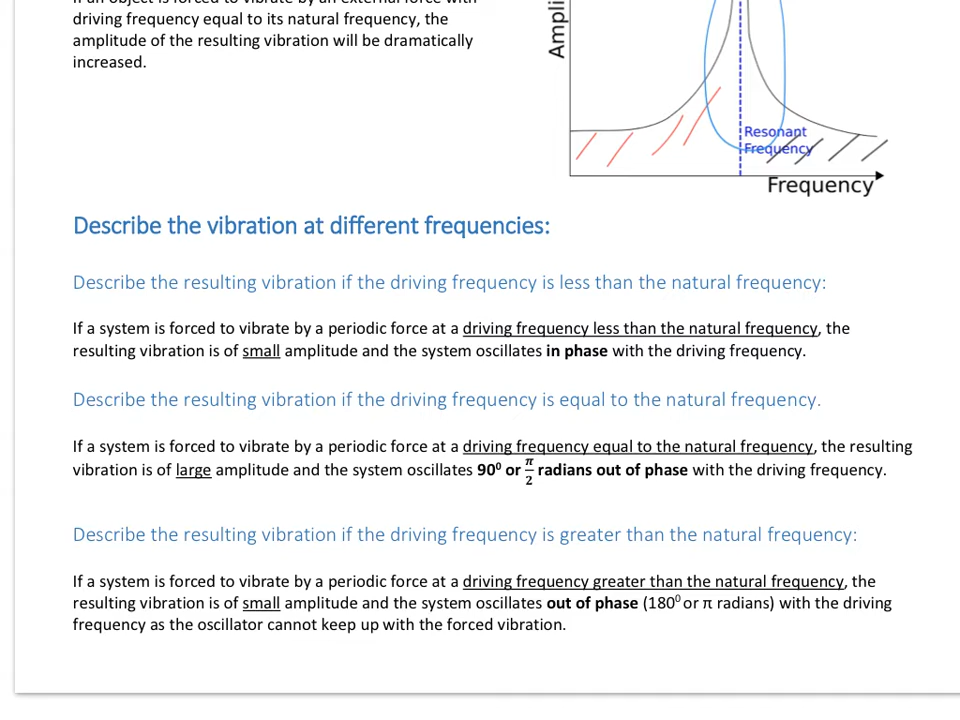 driving frequency equal to its natural frequency, the
amplitude of the resulting vibration will be dramatically
increased.
Ampli
Resonant
Frequency
Frequency
Describe the vibration at different frequencies:
Describe the resulting vibration if the driving frequency is less than the natural frequency:
If a system is forced to vibrate by a periodic force at a driving frequency less than the natural frequency, the
resulting vibration is of small amplitude and the system oscillates in phase with the driving frequency.
Describe the resulting vibration if the driving frequency is equal to the natural frequency.
If a system is forced to vibrate by a periodic force at a driving frequency equal to the natural frequency, the resulting
vibration is of large amplitude and the system oscillates 90⁰ or π/2 radians out of phase with the driving frequency.
Describe the resulting vibration if the driving frequency is greater than the natural frequency:
If a system is forced to vibrate by a periodic force at a driving frequency greater than the natural frequency, the
resulting vibration is of small amplitude and the system oscillates out of phase (180⁰ or π radians) with the driving
frequency as the oscillator cannot keep up with the forced vibration.